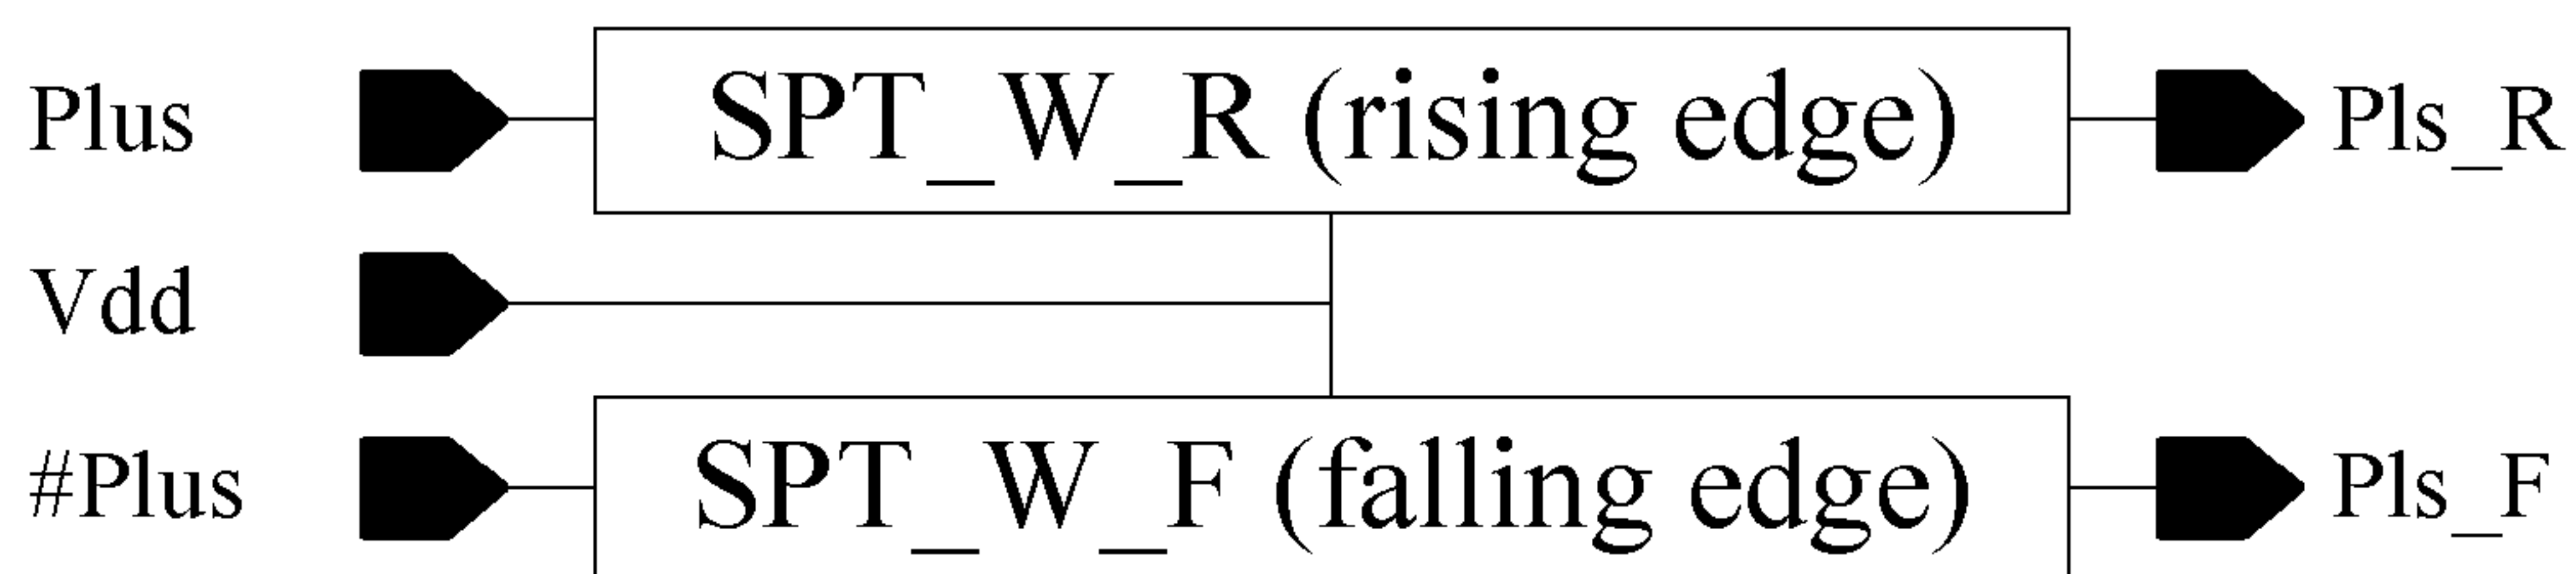 Plus SPT_W_R (rising edge) Pls_R
Vdd
#Plus SPT_W_F (falling edge) Pls_F